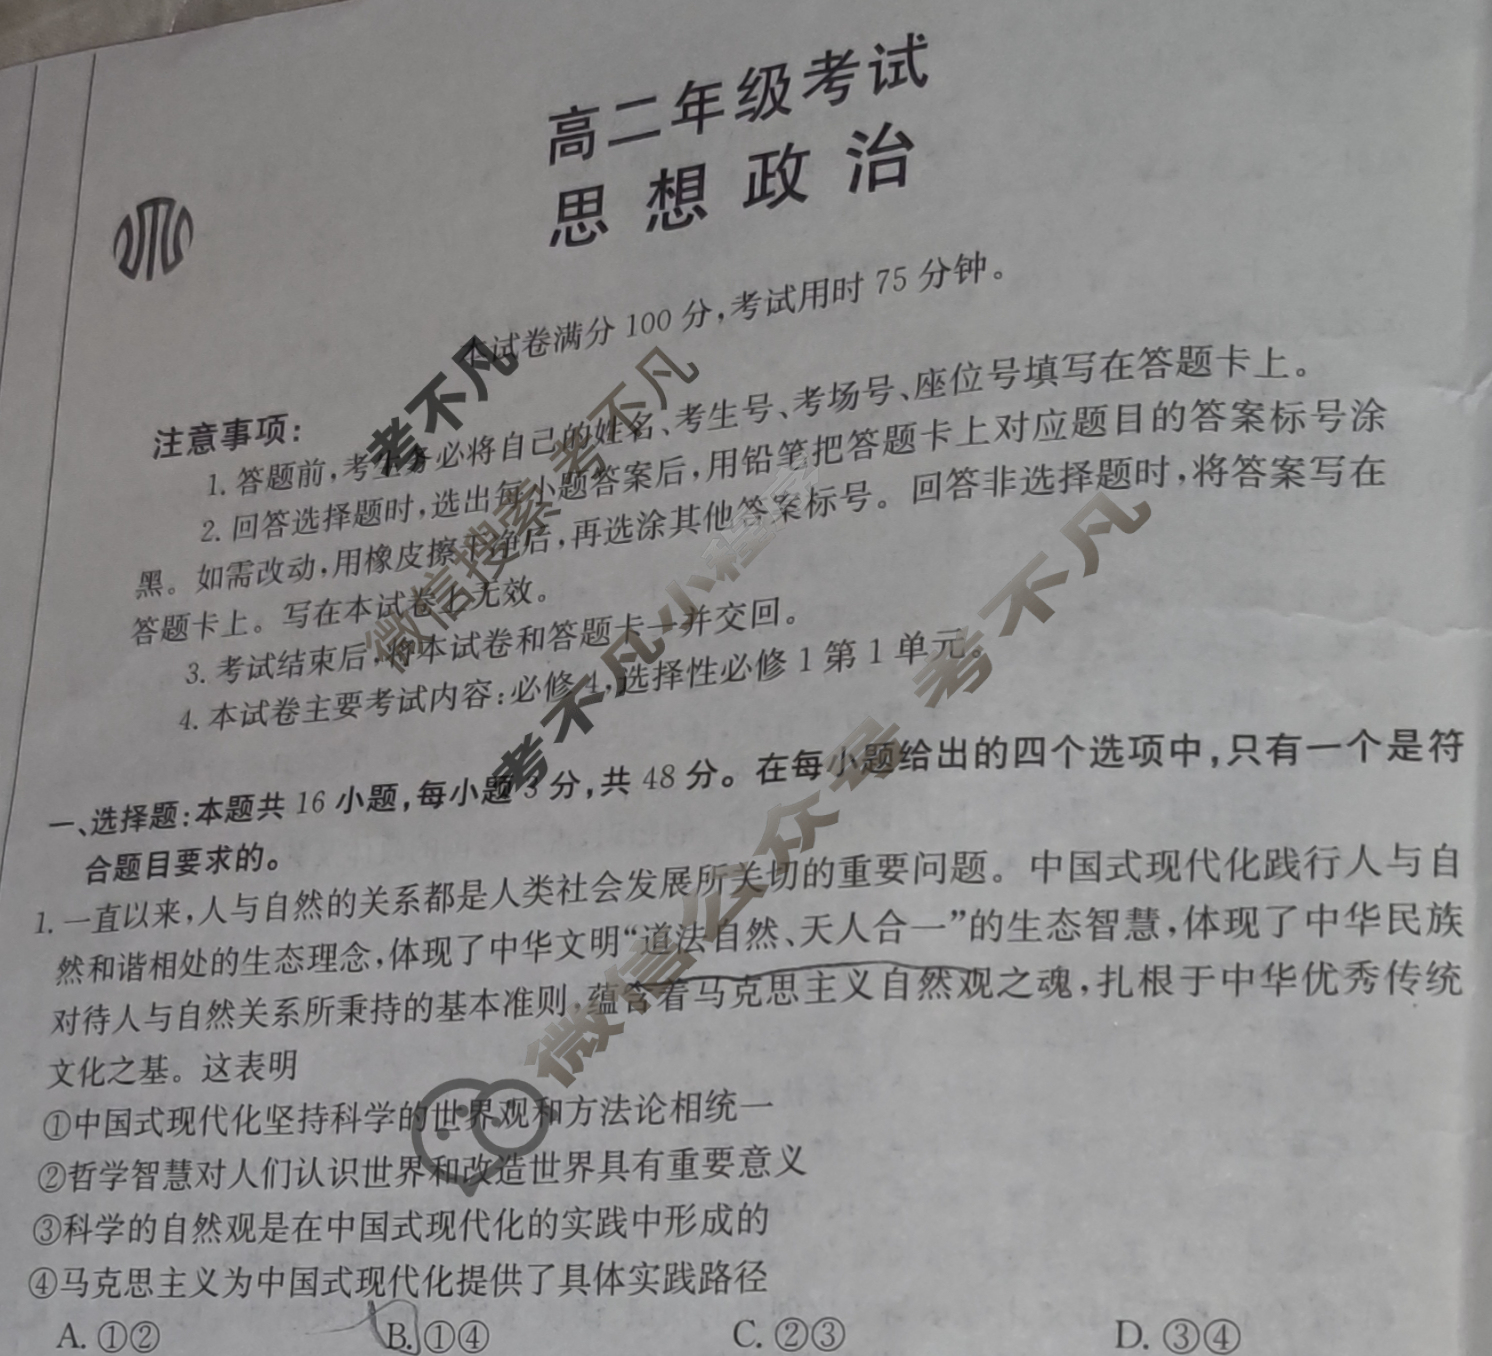 高二年级考试
思想政治
本试卷满分100分,考试用时75分钟。
注意事项:
1. 答题前,考生务必将自己的姓名、考生号、考场号、座位号填写在答题卡上。
2. 回答选择题时,选出每小题答案后,用铅笔把答题卡上对应题目的答案标号涂
黑。如需改动,用橡皮擦干净后,再选涂其他答案标号。回答非选择题时,将答案写在
答题卡上。写在本试卷上无效。
3. 考试结束后,将本试卷和答题卡一并交回。
4. 本试卷主要考试内容:必修4,选择性必修1第1单元。
一、选择题:本题共16小题,每小题3分,共48分。在每小题给出的四个选项中,只有一个是符
合题目要求的。
1. 一直以来,人与自然的关系都是人类社会发展所关切的重要问题。中国式现代化践行人与自
然和谐相处的生态理念,体现了中华文明“道法自然、天人合一”的生态智慧,体现了中华民族
对待人与自然关系所秉持的基本准则,蕴含着马克思主义自然观之魂,扎根于中华优秀传统
文化之基。这表明
①中国式现代化坚持科学的世界观和方法论相统一
②哲学智慧对人们认识世界和改造世界具有重要意义
③科学的自然观是在中国式现代化的实践中形成的
④马克思主义为中国式现代化提供了具体实践路径
A. ①② B. ①④ C. ②③ D. ③④
考不凡
微信搜索 考不凡
考不凡小程序
微信公众号 考不凡